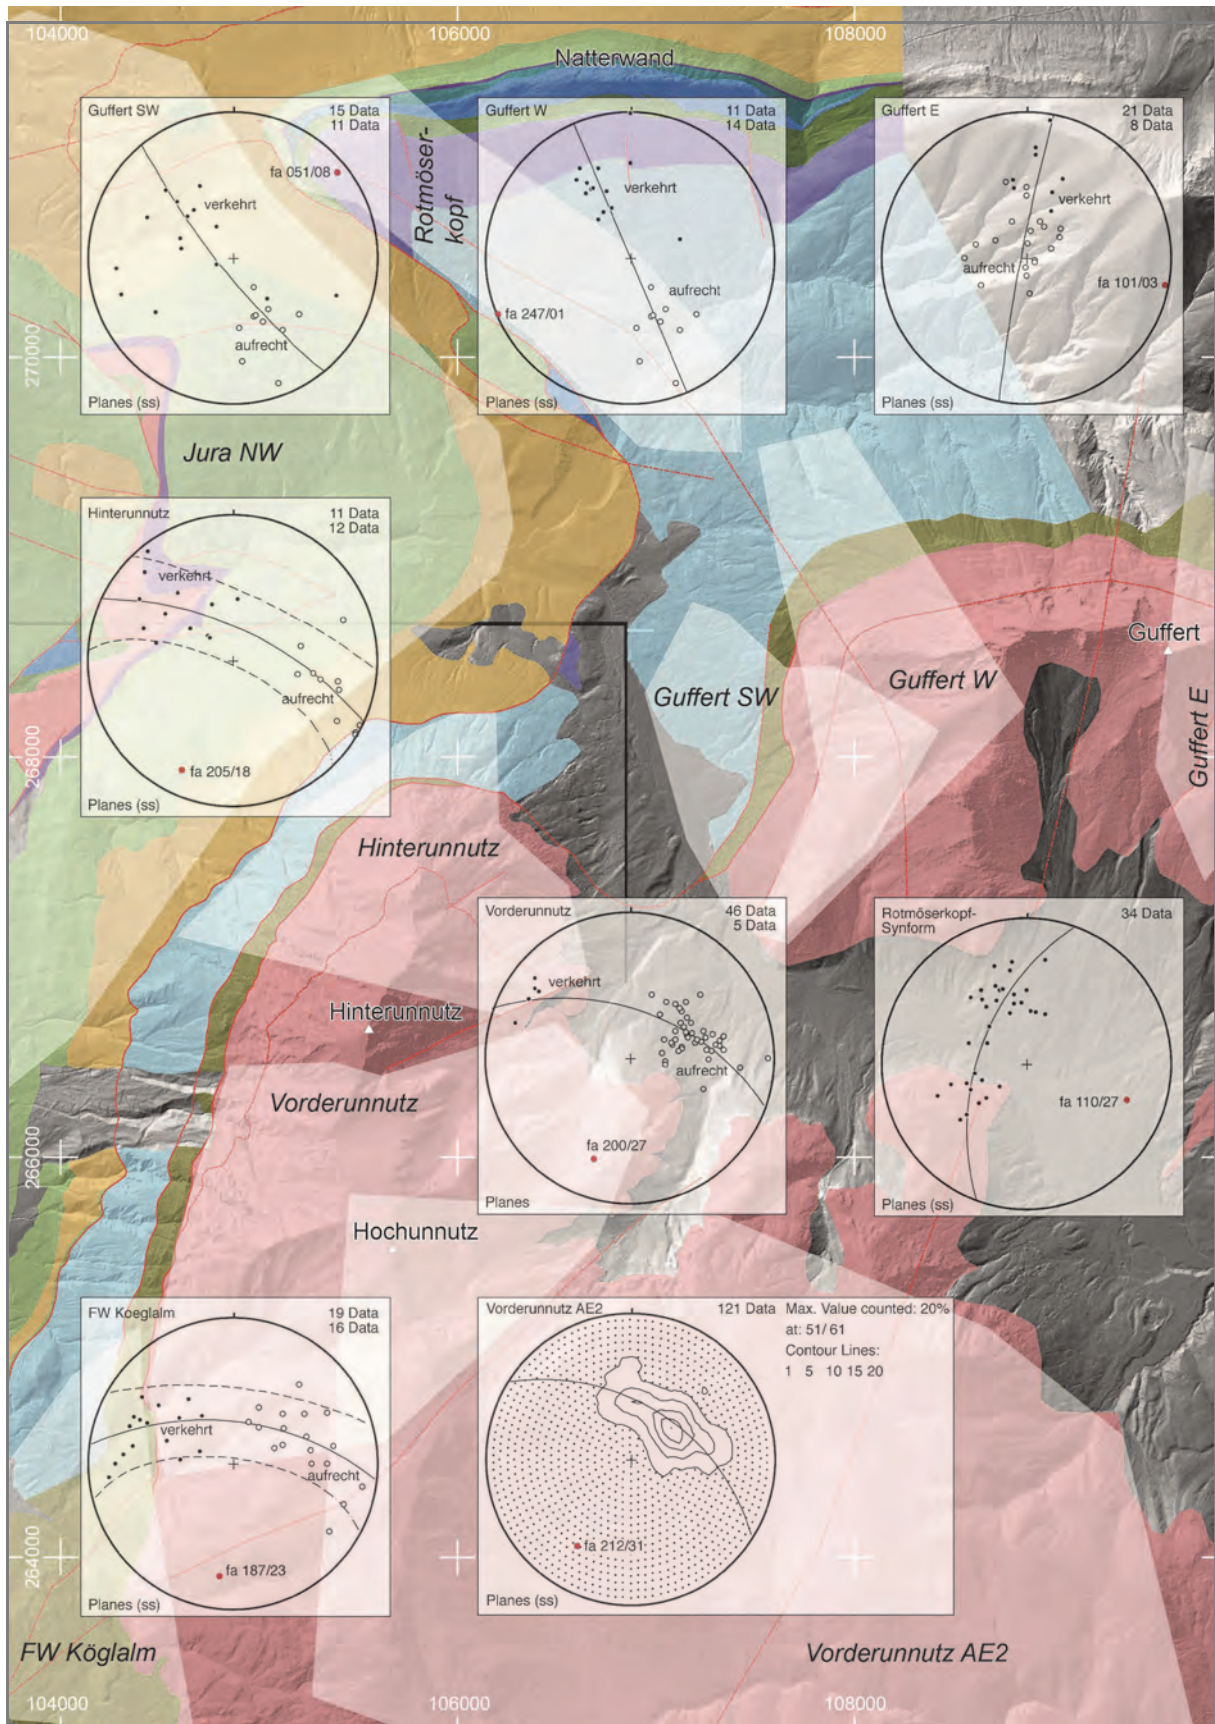 104000
106000
108000
Natterwand
Guffert SW
15 Data
11 Data
fa 051/08
verkehrt
aufrecht
Planes (ss)
Rotmöser-
kopf
Guffert W
11 Data
14 Data
verkehrt
aufrecht
fa 247/01
Planes (ss)
Guffert E
21 Data
8 Data
verkehrt
aufrecht
fa 101/03
Planes (ss)
270000
Jura NW
Hinterunnutz
11 Data
12 Data
verkehrt
aufrecht
fa 205/18
Planes (ss)
Guffert
Guffert W
Guffert SW
Guffert E
268000
Hinterunnutz
Vorderunnutz
46 Data
5 Data
verkehrt
aufrecht
fa 200/27
Planes
Rotmöserkopf-
Synform
34 Data
fa 110/27
Planes (ss)
Hinterunnutz
Vorderunnutz
266000
Hochunnutz
FW Koeglalm
19 Data
16 Data
verkehrt
aufrecht
fa 187/23
Planes (ss)
Vorderunnutz AE2
121 Data
Max. Value counted: 20%
at: 51/ 61
Contour Lines:
1 5 10 15 20
fa 212/31
Planes (ss)
264000
FW Köglalm
Vorderunnutz AE2
104000
106000
108000